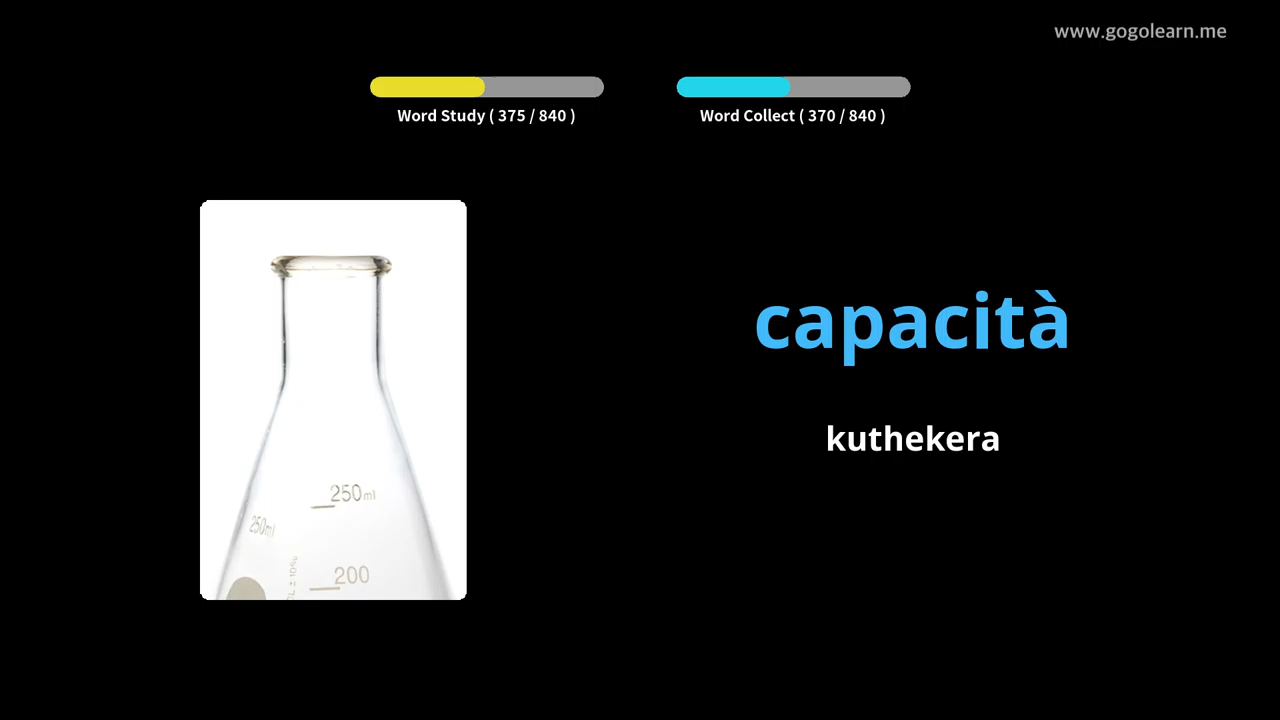 www.gogolearn.me
Word Study ( 375 / 840 )
Word Collect ( 370 / 840 )
capacità
kuthekera
250ml
250ml
200